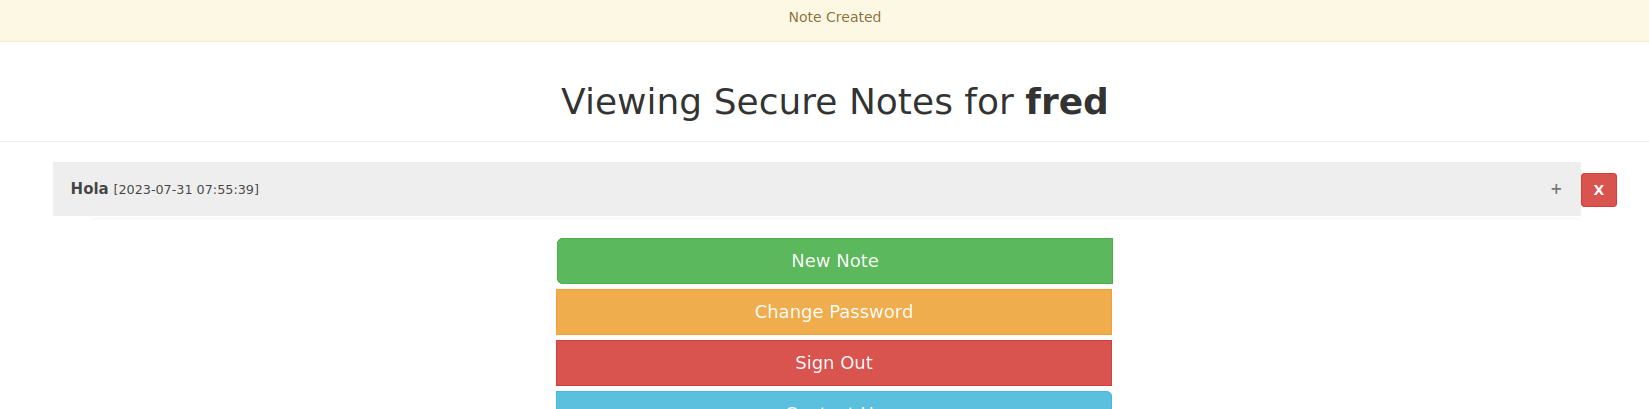 Note Created
Viewing Secure Notes for fred
Hola [2023-07-31 07:55:39] + X
New Note
Change Password
Sign Out